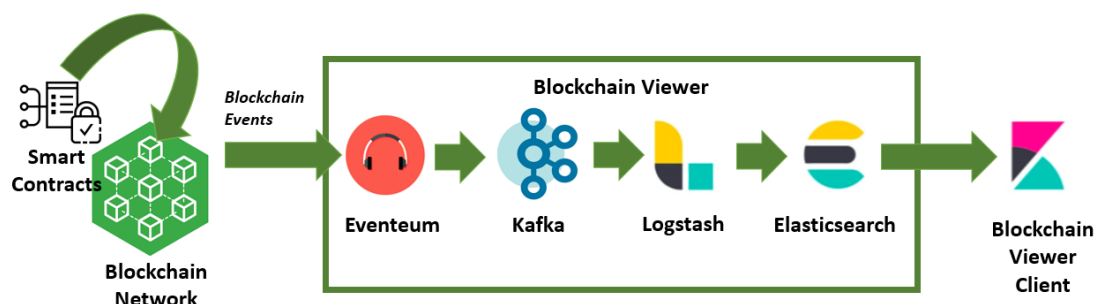 Smart
Contracts
Blockchain
Network
Blockchain
Events
Blockchain Viewer
Eventeum
Kafka
Logstash
Elasticsearch
Blockchain
Viewer
Client